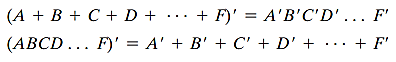 (A + B + C + D + ··· + F)' = A'B'C'D' ... F'
(ABCD ... F)' = A' + B' + C' + D' + ··· + F'